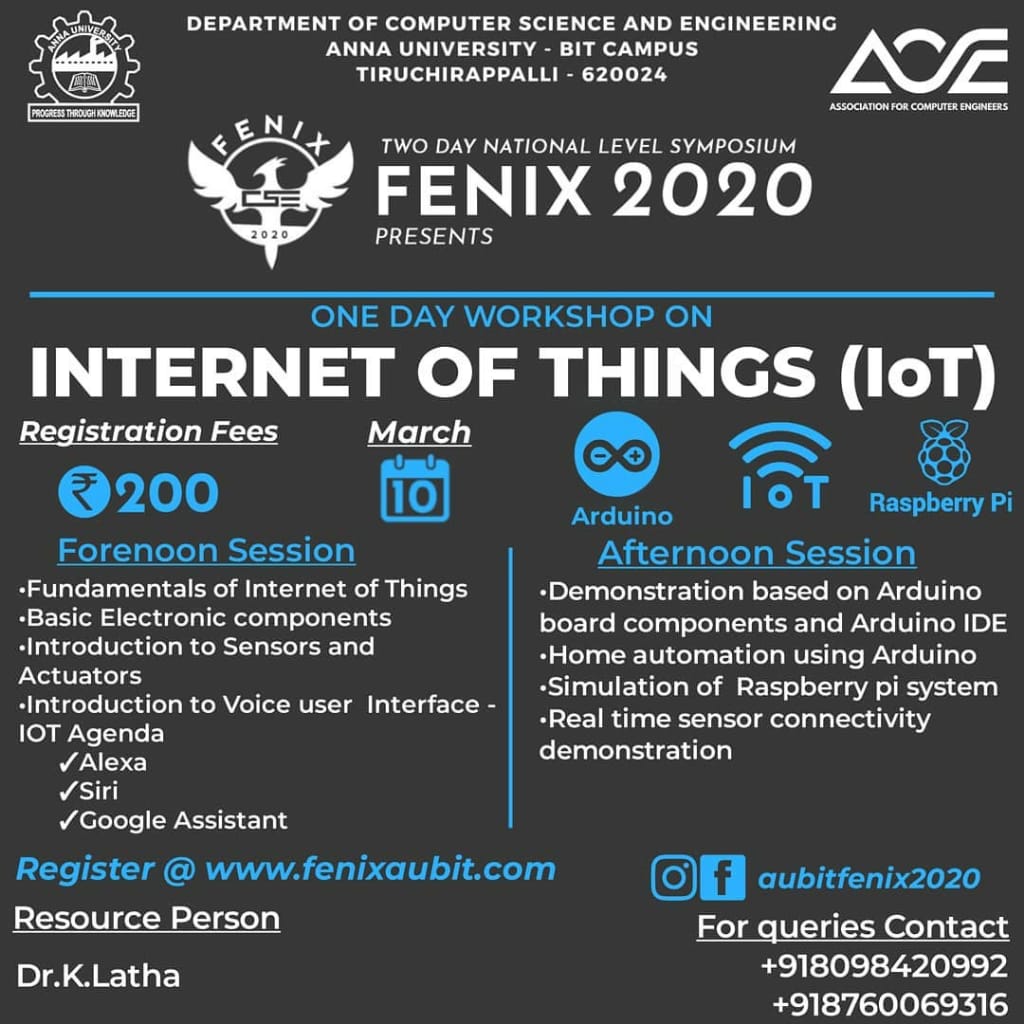 DEPARTMENT OF COMPUTER SCIENCE AND ENGINEERING
ANNA UNIVERSITY - BIT CAMPUS
TIRUCHIRAPPALLI - 620024
ANNA UNIVERSITY
PROGRESS THROUGH KNOWLEDGE
ACE
ASSOCIATION FOR COMPUTER ENGINEERS
FENIX
CSE
2020
TWO DAY NATIONAL LEVEL SYMPOSIUM
FENIX 2020
PRESENTS
ONE DAY WORKSHOP ON
INTERNET OF THINGS (IoT)
Registration Fees
₹200
March
10
Arduino
IoT
Raspberry Pi
Forenoon Session
•Fundamentals of Internet of Things
•Basic Electronic components
•Introduction to Sensors and
Actuators
•Introduction to Voice user  Interface -
IOT Agenda
✓Alexa
✓Siri
✓Google Assistant
Afternoon Session
•Demonstration based on Arduino
board components and Arduino IDE
•Home automation using Arduino
•Simulation of  Raspberry pi system
•Real time sensor connectivity
demonstration
Register @ www.fenixaubit.com
aubitfenix2020
Resource Person
Dr.K.Latha
For queries Contact
+918098420992
+918760069316